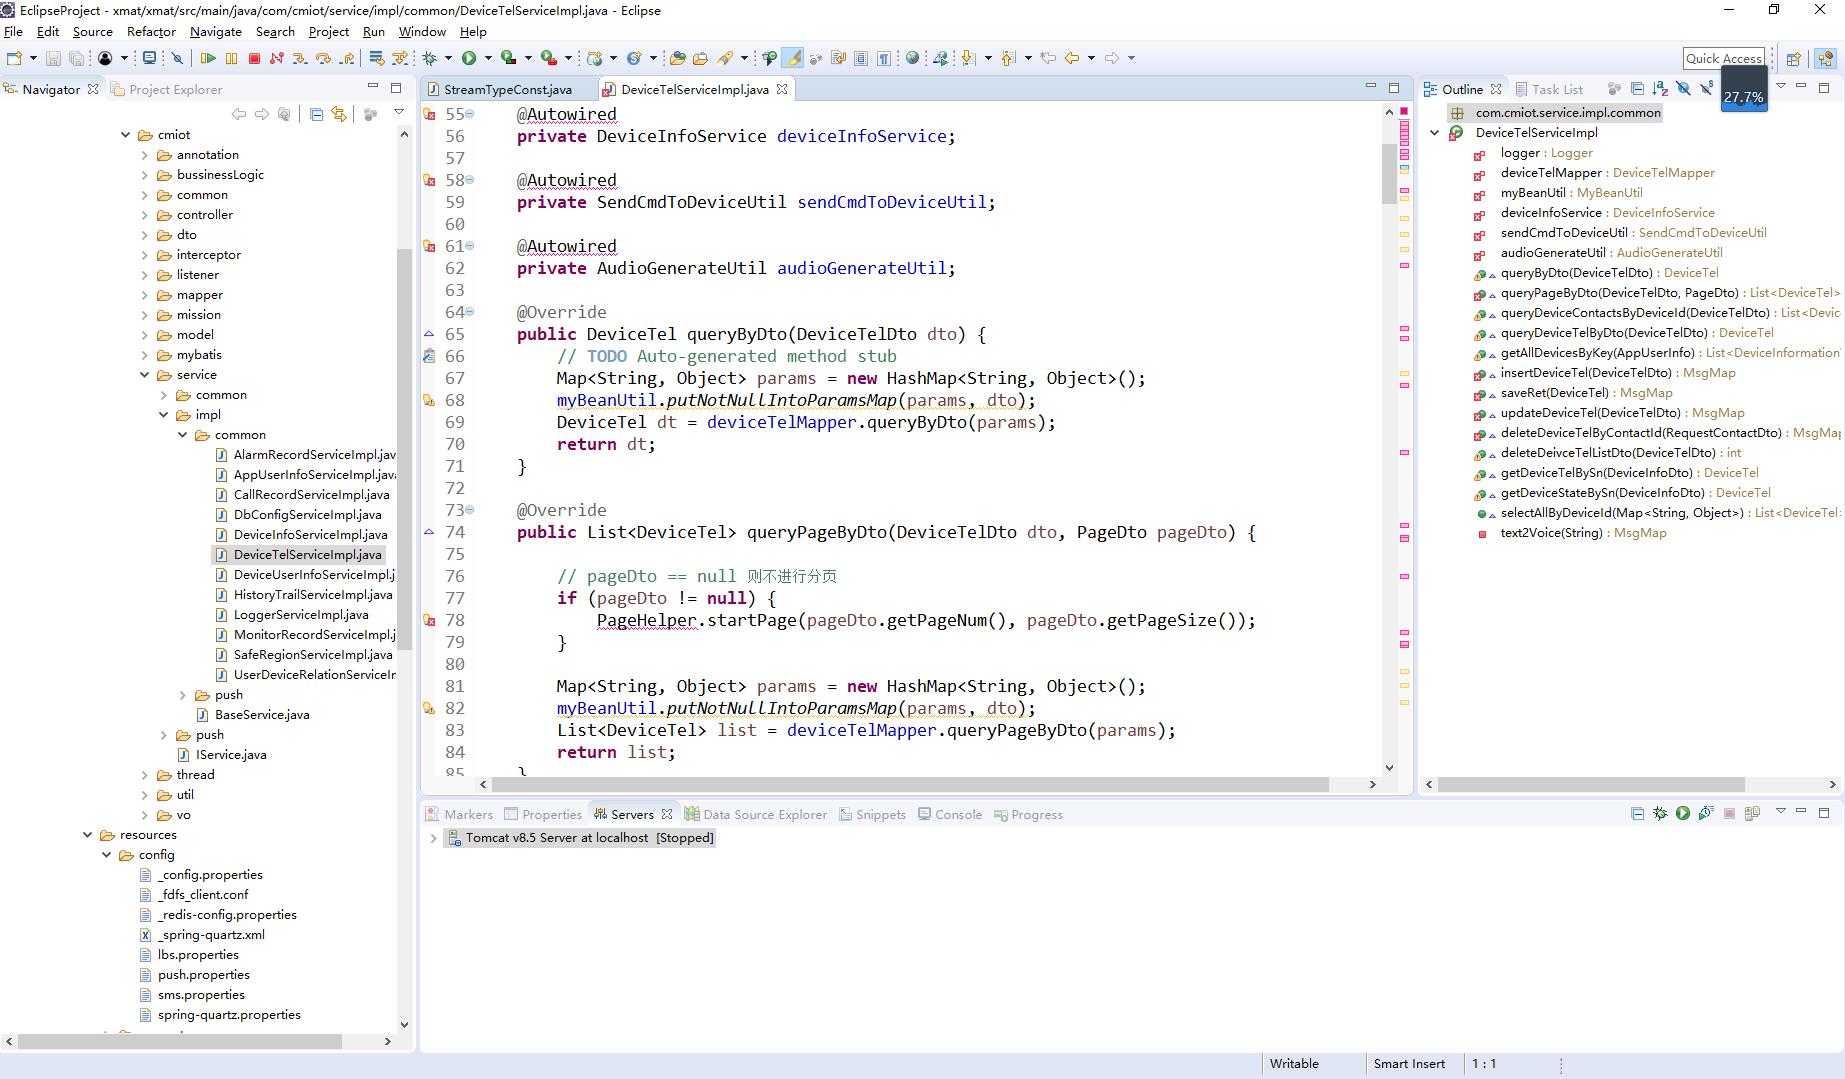 EclipseProject - xmat/xmat/src/main/java/com/cmiot/service/impl/common/DeviceTelServiceImpl.java - Eclipse
File Edit Source Refactor Navigate Search Project Run Window Help
Quick Access
27.7%
Navigator Project Explorer
cmiot
annotation
bussinesLogic
common
controller
dto
interceptor
listener
mapper
mission
model
mybatis
service
common
impl
common
AlarmRecordServiceImpl.jav
AppUserInfoServiceImpl.java
CallRecordServiceImpl.java
DbConfigServiceImpl.java
DeviceInfoServiceImpl.java
DeviceTelServiceImpl.java
DeviceUserInfoServiceImpl.j
HistoryTrailServiceImpl.java
LoggerServiceImpl.java
MonitorRecordServiceImpl.j
SafeRegionServiceImpl.java
UserDeviceRelationServiceIr
push
BaseService.java
push
IService.java
thread
util
vo
resources
config
_config.properties
_fdfs_client.conf
_redis-config.properties
_spring-quartz.xml
lbs.properties
push.properties
sms.properties
spring-quartz.properties
StreamTypeConst.java DeviceTelServiceImpl.java
55 @Autowired
56 private DeviceInfoService deviceInfoService;
57
58 @Autowired
59 private SendCmdToDeviceUtil sendCmdToDeviceUtil;
60
61 @Autowired
62 private AudioGenerateUtil audioGenerateUtil;
63
64 @Override
65 public DeviceTel queryByDto(DeviceTelDto dto) {
66 // TODO Auto-generated method stub
67 Map<String, Object> params = new HashMap<String, Object>();
68 myBeanUtil.putNotNullIntoParamsMap(params, dto);
69 DeviceTel dt = deviceTelMapper.queryByDto(params);
70 return dt;
71 }
72
73 @Override
74 public List<DeviceTel> queryPageByDto(DeviceTelDto dto, PageDto pageDto) {
75
76 // pageDto == null 则不进行分页
77 if (pageDto != null) {
78 PageHelper.startPage(pageDto.getPageNum(), pageDto.getPageSize());
79 }
80
81 Map<String, Object> params = new HashMap<String, Object>();
82 myBeanUtil.putNotNullIntoParamsMap(params, dto);
83 List<DeviceTel> list = deviceTelMapper.queryPageByDto(params);
84 return list;
85 }
Outline Task List
com.cmiot.service.impl.common
DeviceTelServiceImpl
logger : Logger
deviceTelMapper : DeviceTelMapper
myBeanUtil : MyBeanUtil
deviceInfoService : DeviceInfoService
sendCmdToDeviceUtil : SendCmdToDeviceUtil
audioGenerateUtil : AudioGenerateUtil
queryByDto(DeviceTelDto) : DeviceTel
queryPageByDto(DeviceTelDto, PageDto) : List<DeviceTel>
queryDeviceContactsByDeviceId(DeviceTelDto) : List<Devic
queryDeviceTelByDto(DeviceTelDto) : DeviceTel
getAllDevicesByKey(AppUserInfo) : List<DeviceInformation
insertDeviceTel(DeviceTelDto) : MsgMap
saveRet(DeviceTel) : MsgMap
updateDeviceTel(DeviceTelDto) : MsgMap
deleteDeviceTelByContactId(RequestContactDto) : MsgMap
deleteDeivceTelListDto(DeviceTelDto) : int
getDeviceTelBySn(DeviceInfoDto) : DeviceTel
getDeviceStateBySn(DeviceInfoDto) : DeviceTel
selectAllByDeviceId(Map<String, Object>) : List<DeviceTel
text2Voice(String) : MsgMap
Markers Properties Servers Data Source Explorer Snippets Console Progress
Tomcat v8.5 Server at localhost [Stopped]
Writable Smart Insert 1 : 1